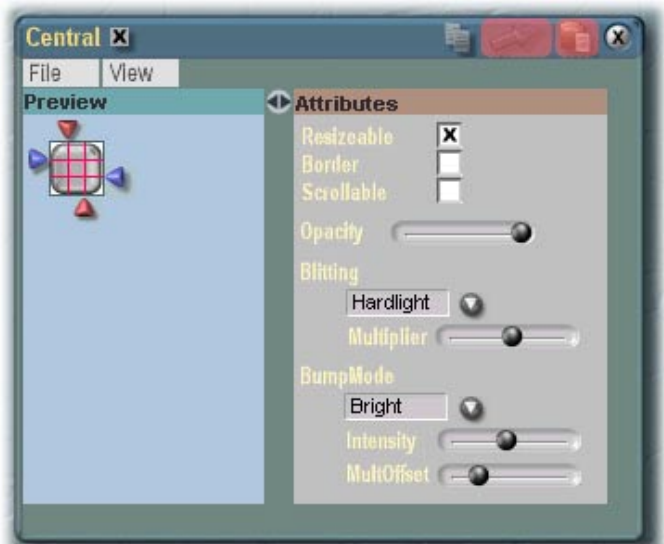 Central
File View
Preview
Attributes
Resizeable
Border
Scrollable
Opacity
Blitting
Hardlight
Multiplier
BumpMode
Bright
Intensity
MultOffset